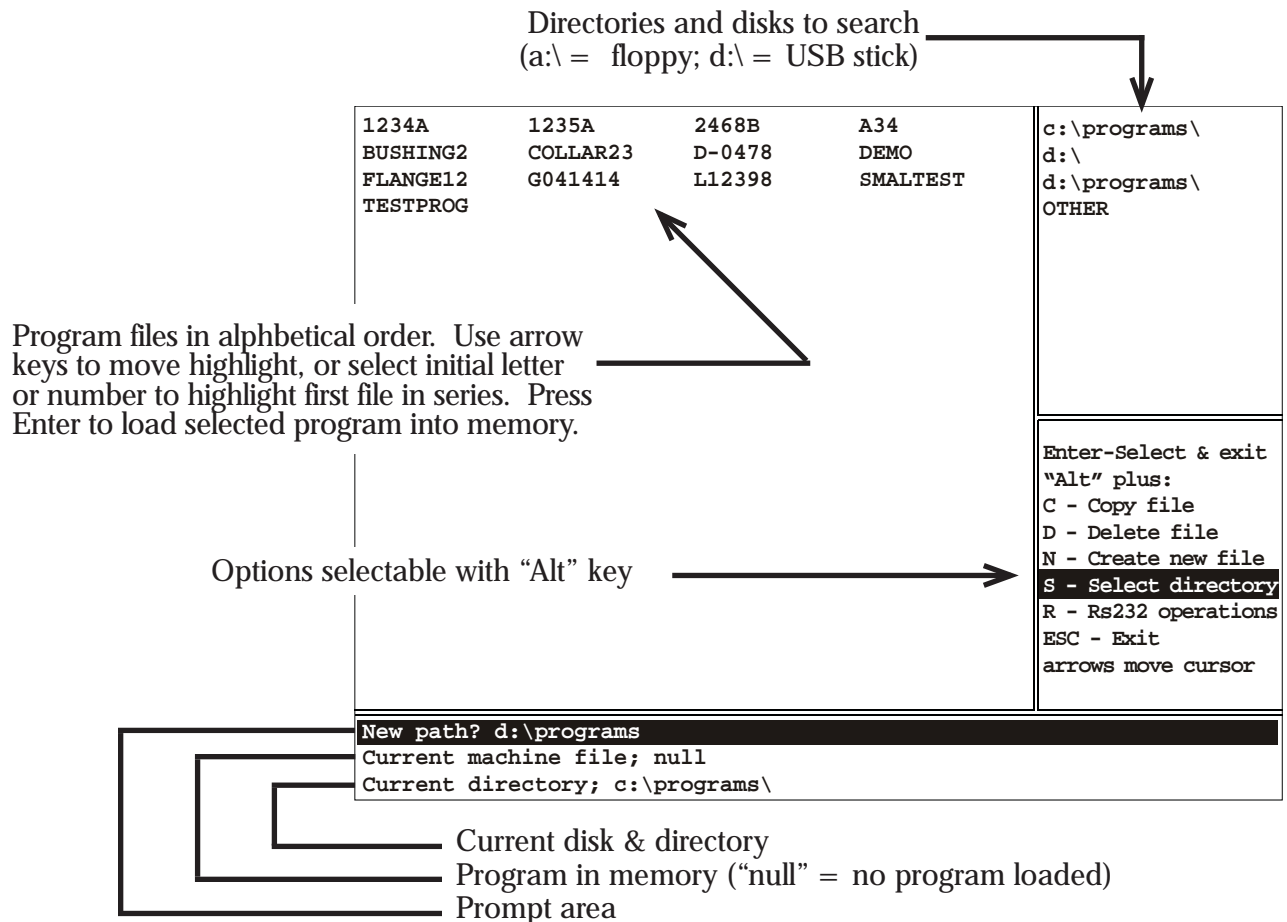 Directories and disks to search
(a:\ = floppy; d:\ = USB stick)
1234A 1235A 2468B A34
BUSHING2 COLLAR23 D-0478 DEMO
FLANGE12 G041414 L12398 SMALTEST
TESTPROG
c:\programs\
d:\
d:\programs\
OTHER
Program files in alphbetical order. Use arrow
keys to move highlight, or select initial letter
or number to highlight first file in series. Press
Enter to load selected program into memory.
Enter-Select & exit
“Alt” plus:
C - Copy file
D - Delete file
N - Create new file
S - Select directory
R - Rs232 operations
ESC - Exit
arrows move cursor
Options selectable with “Alt” key
New path? d:\programs
Current machine file; null
Current directory; c:\programs\
Current disk & directory
Program in memory (“null” = no program loaded)
Prompt area